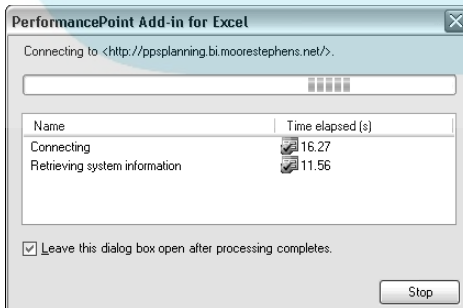 PerformancePoint Add-in for Excel
Connecting to <http://ppsplanning.bi.moorestephens.net/>.
Name Time elapsed (s)
Connecting 16.27
Retrieving system information 11.56
Leave this dialog box open after processing completes.
Stop